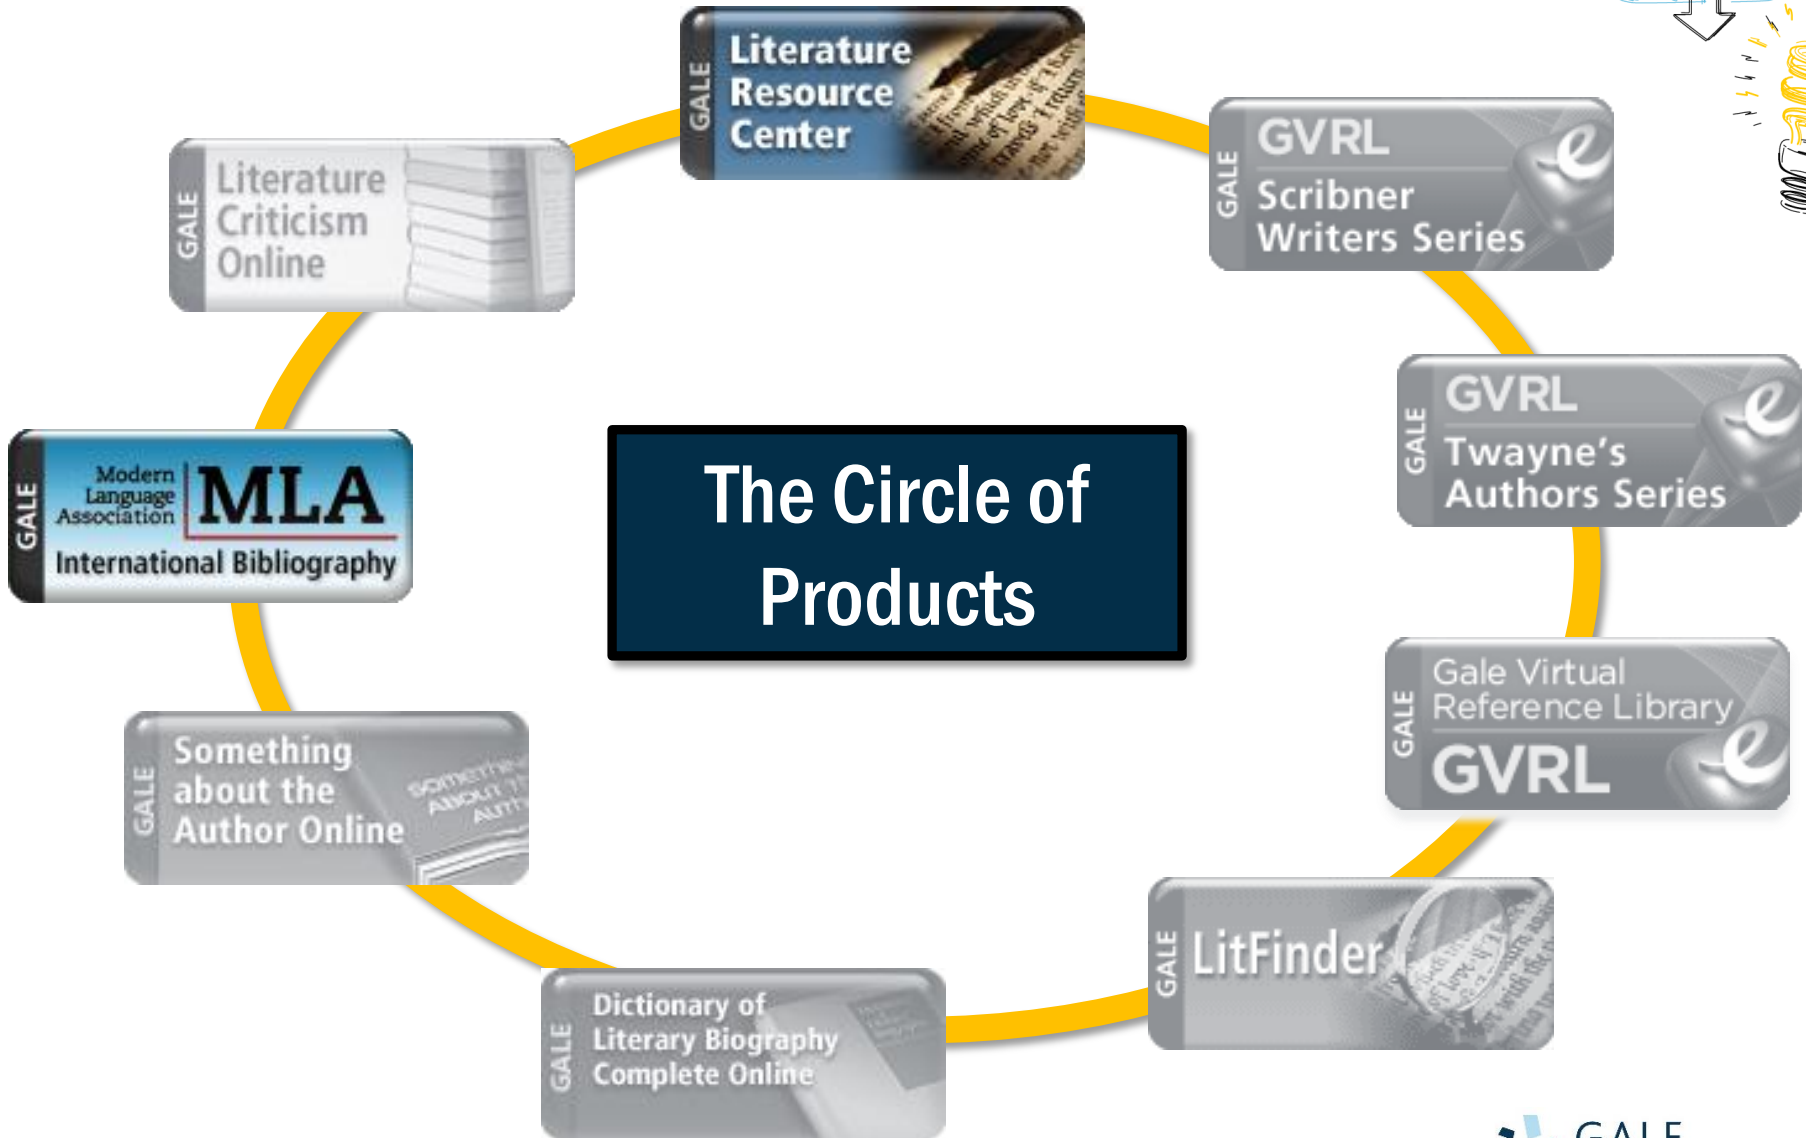 GALE
Literature
Resource
Center
GALE
GVRL
Scribner
Writers Series
GALE
GVRL
Twayne's
Authors Series
GALE
Gale Virtual
Reference Library
GVRL
GALE
LitFinder
GALE
Dictionary of
Literary Biography
Complete Online
GALE
Something
about the
Author Online
GALE
Modern
Language
Association
MLA
International Bibliography
GALE
Literature
Criticism
Online
The Circle of
Products
GALE